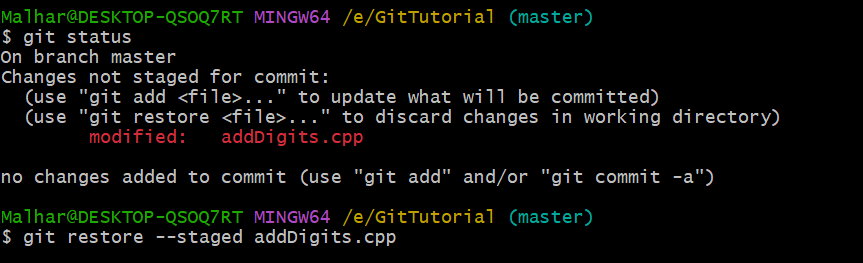 Malhar@DESKTOP-QSOQ7RT MINGW64 /e/GitTutorial (master)
$ git status
On branch master
Changes not staged for commit:
  (use "git add <file>..." to update what will be committed)
  (use "git restore <file>..." to discard changes in working directory)
        modified:   addDigits.cpp

no changes added to commit (use "git add" and/or "git commit -a")

Malhar@DESKTOP-QSOQ7RT MINGW64 /e/GitTutorial (master)
$ git restore --staged addDigits.cpp